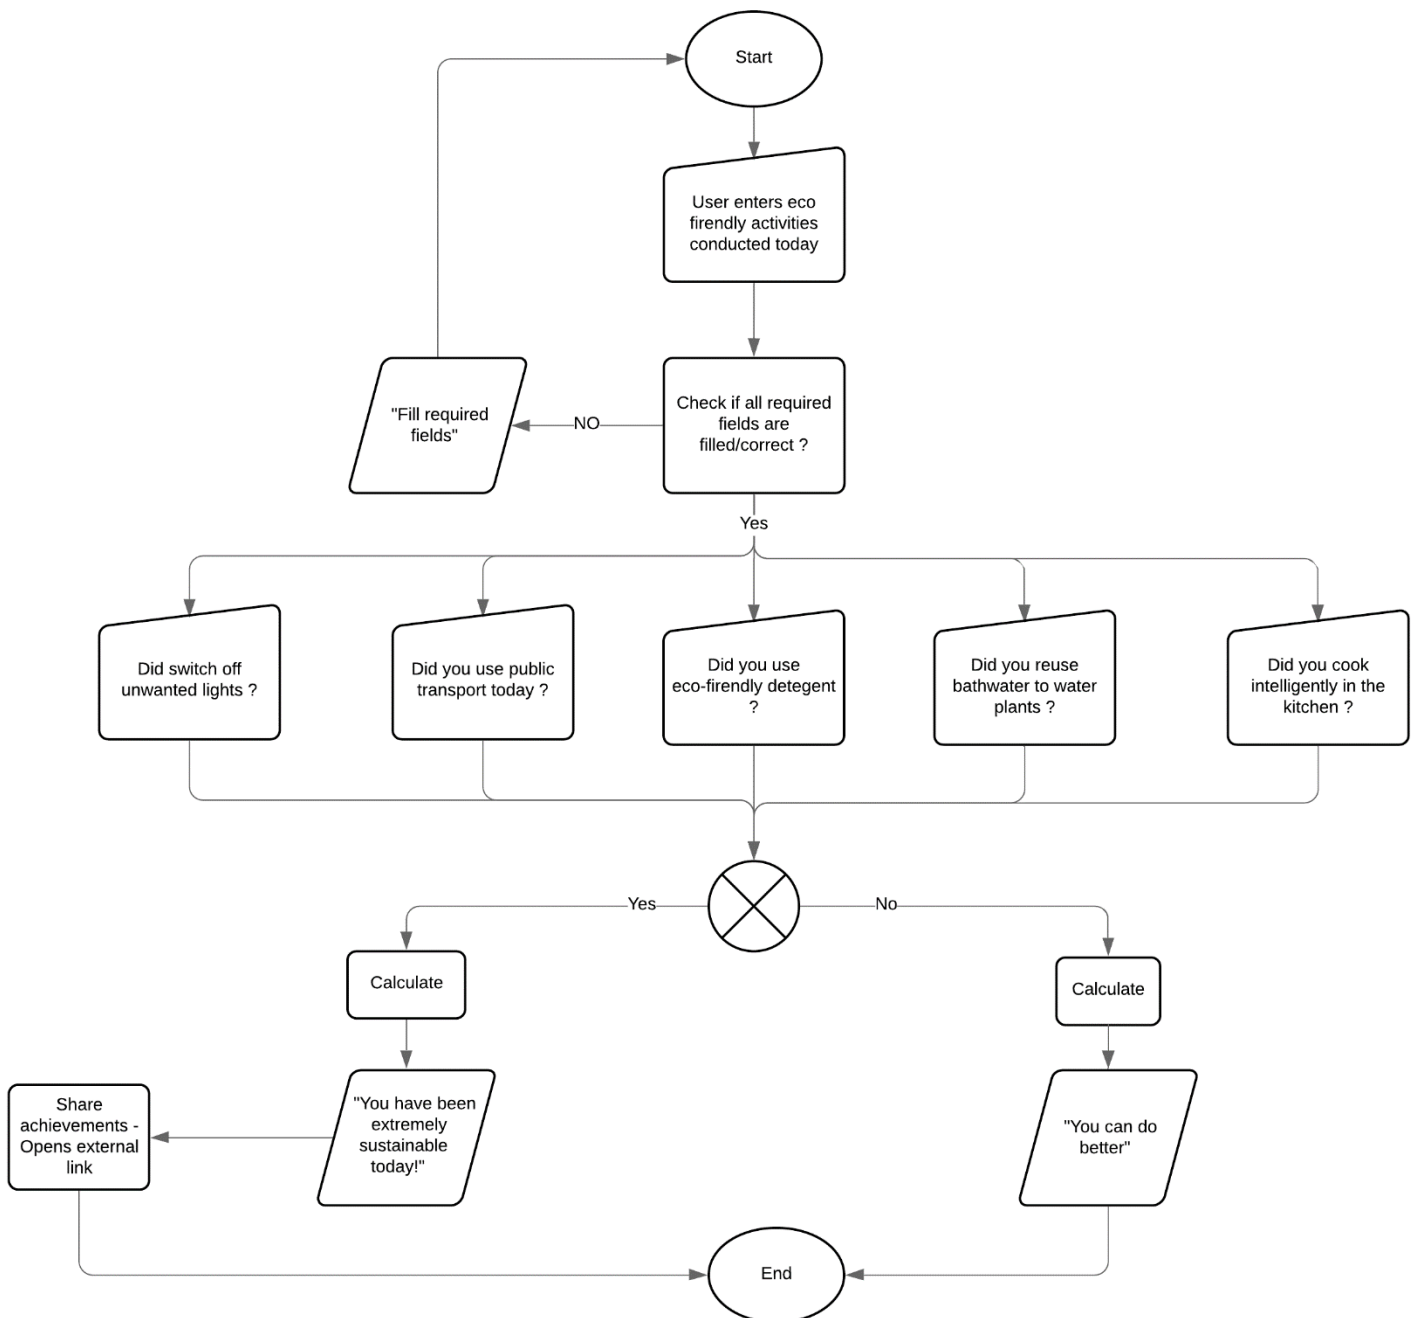 Start
User enters eco
firendly activities
conducted today
"Fill required
fields"
NO
Check if all required
fields are
filled/correct ?
Yes
Did switch off
unwanted lights ?
Did you use public
transport today ?
Did you use
eco-firendly detegent
?
Did you reuse
bathwater to water
plants ?
Did you cook
intelligently in the
kitchen ?
Yes
No
Calculate
Calculate
Share
achievements -
Opens external
link
"You have been
extremely
sustainable
today!"
"You can do
better"
End